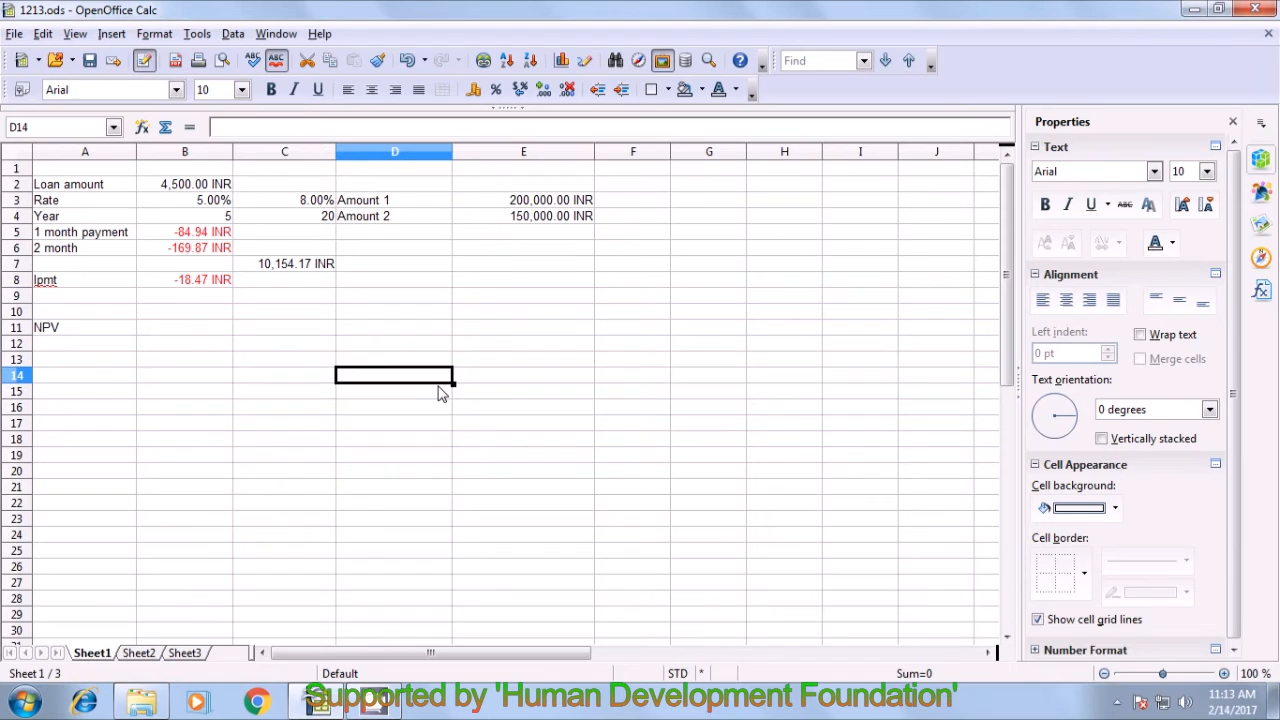 1213.ods - OpenOffice Calc
File Edit View Insert Format Tools Data Window Help
Find
Arial 10
D14
Properties
A B C D E F G H I J
Text
1
2 Loan amount 4,500.00 INR
Arial 10
3 Rate 5.00% 8.00% Amount 1 200,000.00 INR
4 Year 5 20 Amount 2 150,000.00 INR
5 1 month payment -84.94 INR
6 2 month -169.87 INR
7 10,154.17 INR
8 Ipmt -18.47 INR
Alignment
9
10
11 NPV
Left indent: Wrap text
12
0 pt Merge cells
13
Text orientation:
14
15
16
0 degrees
17
18
Vertically stacked
19
20
Cell Appearance
21
Cell background:
22
23
24
Cell border:
25
26
27
28
29
Show cell grid lines
30
Number Format
Sheet1 Sheet2 Sheet3
Sheet 1 / 3 Default STD * Sum=0 100 %
Supported by 'Human Development Foundation'
11:13 AM
2/14/2017